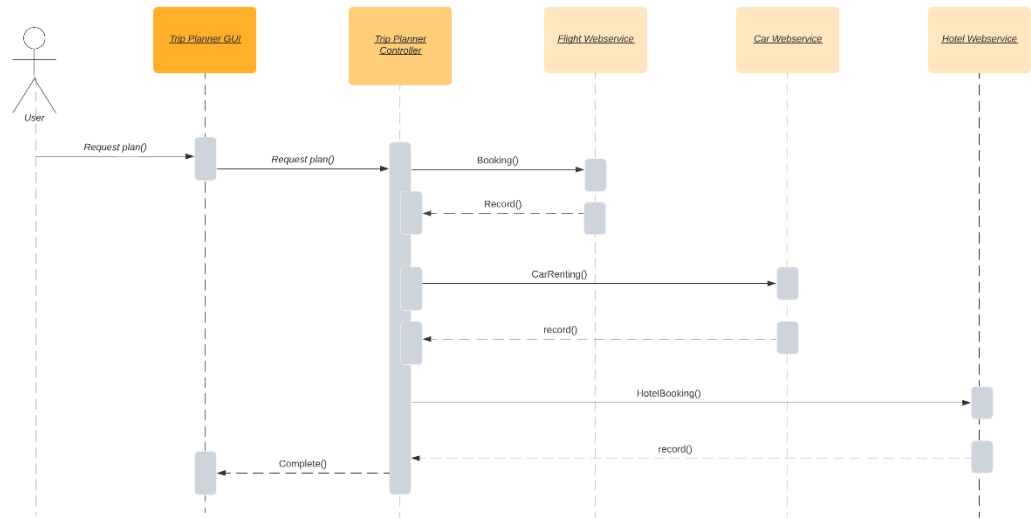 Trip Planner GUI
Trip Planner
Controller
Flight Webservice
Car Webservice
Hotel Webservice
User
Request plan()
Request plan()
Booking()
Record()
CarRenting()
record()
HotelBooking()
record()
Complete()